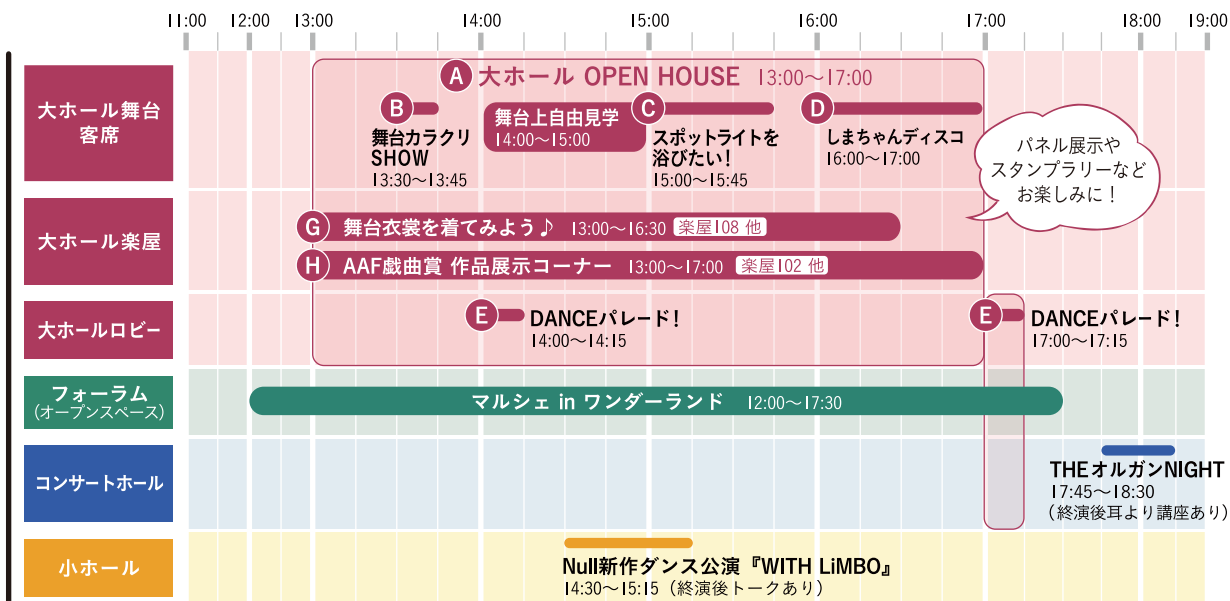 11:00 12:00 13:00 14:00 15:00 16:00 17:00 18:00 19:00
大ホール舞台
客席
A 大ホール OPEN HOUSE 13:00〜17:00
B
舞台カラクリ
SHOW
13:30〜13:45
舞台上自由見学
14:00〜15:00
C
スポットライトを
浴びたい!
15:00〜15:45
D
しまちゃんディスコ
16:00〜17:00
パネル展示や
スタンプラリーなど
お楽しみに!
大ホール楽屋
G 舞台衣裳を着てみよう♪ 13:00〜16:30 楽屋108 他
H AAF戯曲賞 作品展示コーナー 13:00〜17:00 楽屋102 他
大ホールロビー
E DANCEパレード!
14:00〜14:15
E DANCEパレード!
17:00〜17:15
フォーラム
(オープンスペース)
マルシェ in ワンダーランド 12:00〜17:30
コンサートホール
THEオルガンNIGHT
17:45〜18:30
(終演後耳より講座あり)
小ホール
Null新作ダンス公演『WITH LiMBO』
14:30〜15:15(終演後トークあり)